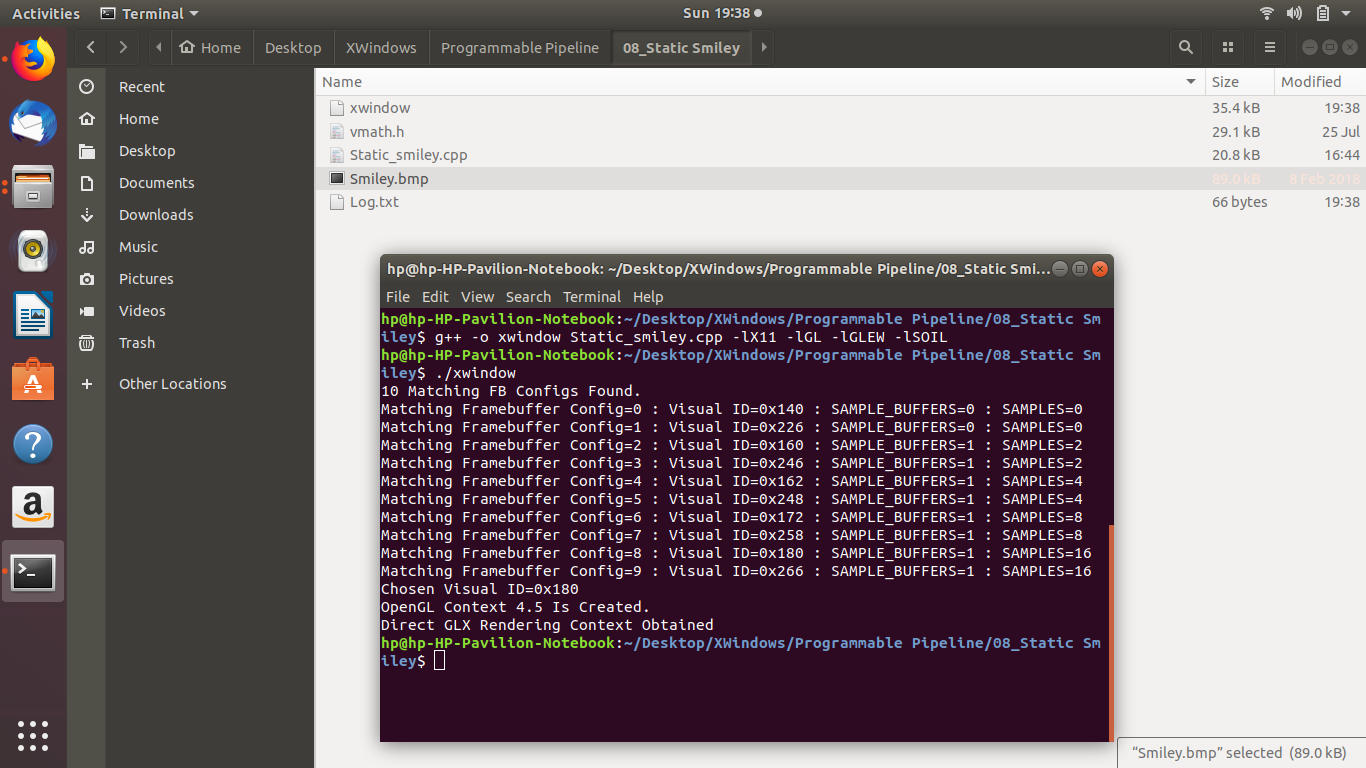 Activities Terminal Sun 19:38
Home Desktop XWindows Programmable Pipeline 08_Static Smiley
Recent
Home
Desktop
Documents
Downloads
Music
Pictures
Videos
Trash
Other Locations
Name Size Modified
xwindow 35.4 kB 19:38
vmath.h 29.1 kB 25 Jul
Static_smiley.cpp 20.8 kB 16:44
Smiley.bmp 89.0 kB 8 Feb 2018
Log.txt 66 bytes 19:38
hp@hp-HP-Pavilion-Notebook: ~/Desktop/XWindows/Programmable Pipeline/08_Static Smi...
File Edit View Search Terminal Help
hp@hp-HP-Pavilion-Notebook:~/Desktop/XWindows/Programmable Pipeline/08_Static Sm
iley$ g++ -o xwindow Static_smiley.cpp -lX11 -lGL -lGLEW -lSOIL
hp@hp-HP-Pavilion-Notebook:~/Desktop/XWindows/Programmable Pipeline/08_Static Sm
iley$ ./xwindow
10 Matching FB Configs Found.
Matching Framebuffer Config=0 : Visual ID=0x140 : SAMPLE_BUFFERS=0 : SAMPLES=0
Matching Framebuffer Config=1 : Visual ID=0x226 : SAMPLE_BUFFERS=0 : SAMPLES=0
Matching Framebuffer Config=2 : Visual ID=0x160 : SAMPLE_BUFFERS=1 : SAMPLES=2
Matching Framebuffer Config=3 : Visual ID=0x246 : SAMPLE_BUFFERS=1 : SAMPLES=2
Matching Framebuffer Config=4 : Visual ID=0x162 : SAMPLE_BUFFERS=1 : SAMPLES=4
Matching Framebuffer Config=5 : Visual ID=0x248 : SAMPLE_BUFFERS=1 : SAMPLES=4
Matching Framebuffer Config=6 : Visual ID=0x172 : SAMPLE_BUFFERS=1 : SAMPLES=8
Matching Framebuffer Config=7 : Visual ID=0x258 : SAMPLE_BUFFERS=1 : SAMPLES=8
Matching Framebuffer Config=8 : Visual ID=0x180 : SAMPLE_BUFFERS=1 : SAMPLES=16
Matching Framebuffer Config=9 : Visual ID=0x266 : SAMPLE_BUFFERS=1 : SAMPLES=16
Chosen Visual ID=0x180
OpenGL Context 4.5 Is Created.
Direct GLX Rendering Context Obtained
hp@hp-HP-Pavilion-Notebook:~/Desktop/XWindows/Programmable Pipeline/08_Static Sm
iley$
“Smiley.bmp” selected (89.0 kB)